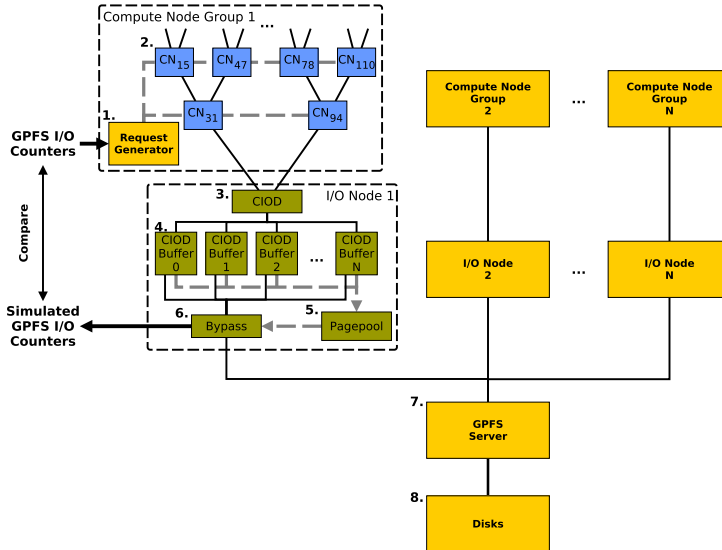 Compute Node Group 1
...
2.
CN15
CN47
CN78
CN110
1.
CN31
CN94
GPFS I/O
Counters
Request
Generator
Compute Node
Group
2
...
Compute Node
Group
N
Compare
3.
CIOD
I/O Node 1
4.
CIOD
Buffer
0
CIOD
Buffer
1
CIOD
Buffer
2
...
CIOD
Buffer
N
I/O Node
2
...
I/O Node
N
Simulated
GPFS I/O
Counters
6.
Bypass
5.
Pagepool
7.
GPFS
Server
8.
Disks